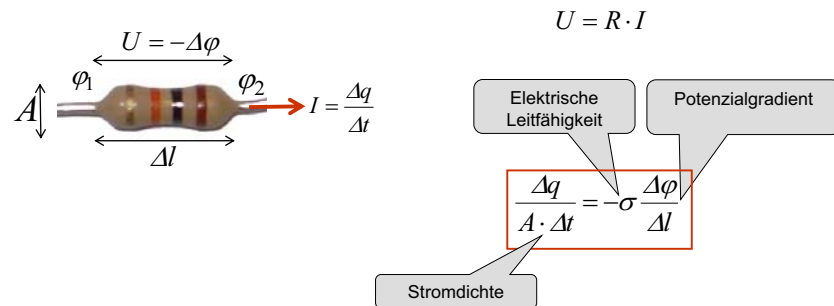 U = −Δφ
φ₁
φ₂
A
I = Δq/Δt
Δl
U = R · I
Elektrische
Leitfähigkeit
Potenzialgradient
Δq/(A · Δt) = −σ Δφ/Δl
Stromdichte